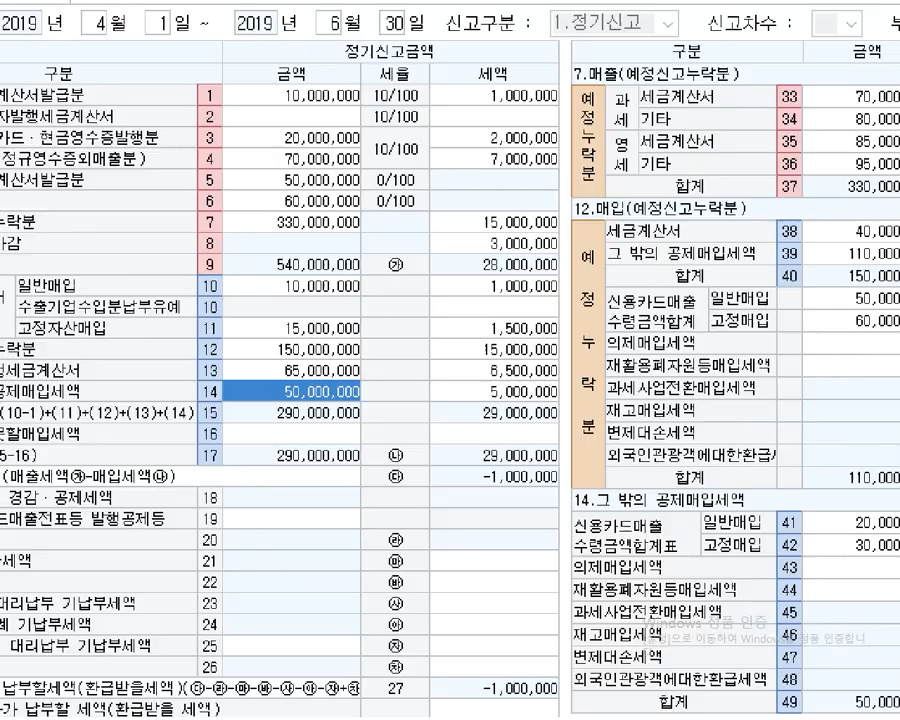 2019 년 4 월 1 일 ~ 2019 년 6 월 30 일 신고구분 : 1.정기신고 신고차수 :
정기신고금액
구분 금액 세율 세액
계산서발급분 1 10,000,000 10/100 1,000,000
자발행세금계산서 2 10/100
카드 · 현금영수증발행분 3 20,000,000 10/100 2,000,000
정규영수증외매출분) 4 70,000,000 7,000,000
계산서발급분 5 50,000,000 0/100
6 60,000,000 0/100
누락분 7 330,000,000 15,000,000
가감 8 3,000,000
9 540,000,000 ㉮ 28,000,000
일반매입 10 10,000,000 1,000,000
수출기업수입분납부유예 10
고정자산매입 11 15,000,000 1,500,000
누락분 12 150,000,000 15,000,000
세금계산서 13 65,000,000 6,500,000
공제매입세액 14 50,000,000 5,000,000
(10-1)+(11)+(12)+(13)+(14) 15 290,000,000 29,000,000
못할매입세액 16
5-16) 17 290,000,000 ㉯ 29,000,000
(매출세액㉮-매입세액㉯) ㉰ -1,000,000
경감 · 공제세액 18
드매출전표등 발행공제등 19
20 ㉱
세액 21 ㉲
22 ㉳
대리납부 기납부세액 23 ㉴
례 기납부세액 24 ㉵
대리납부 기납부세액 25 ㉶
26 ㉷
납부할세액(환급받을세액)(㉰-㉱-㉲-㉳-㉴-㉵-㉶+㉷ 27 -1,000,000
가 납부할 세액(환급받을 세액)
구분 금액
7.매출(예정신고누락분)
예정누락분 과세 세금계산서 33 70,000
기타 34 80,000
영세 세금계산서 35 85,000
기타 36 95,000
합계 37 330,000
12.매입(예정신고누락분)
예정누락분 세금계산서 38 40,000
그 밖의 공제매입세액 39 110,000
합계 40 150,000
신용카드매출 일반매입 50,000
수령금액합계 고정매입 60,000
의제매입세액
재활용폐자원등매입세액
과세사업전환매입세액
재고매입세액
변제대손세액
외국인관광객에대한환급
합계 110,000
14.그 밖의 공제매입세액
신용카드매출 일반매입 41 20,000
수령금액합계표 고정매입 42 30,000
의제매입세액 43
재활용폐자원등매입세액 44
과세사업전환매입세액 45
재고매입세액 46
변제대손세액 47
외국인관광객에대한환급세액 48
합계 49 50,000
Windows 정품 인증
으로 이동하여 Windows 정품 인증합니